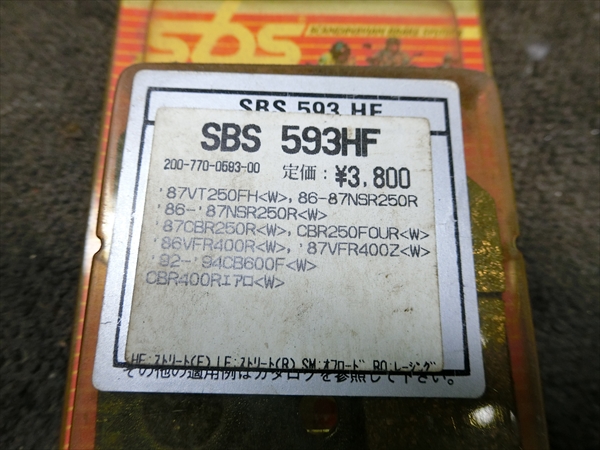 sbs
SCANDINAVIAN BRAKE SYSTEMS
SBS 593 HF
SBS 593HF
200-770-0593-00 定価:¥3,800
'87VT250FH<W>,86-87NSR250R
'86-'87NSR250R<W>
'87CBR250R<W>,CBR250FOUR<W>
'86VFR400R<W>,'87VFR400Z<W>
'92-'94CB600F<W>
CBR400Rエアロ<W>
HF:ストリート(F) LF:ストリート(R) SM:オフロード RQ:レーシング
その他の適用例はカタログを参照して下さい。